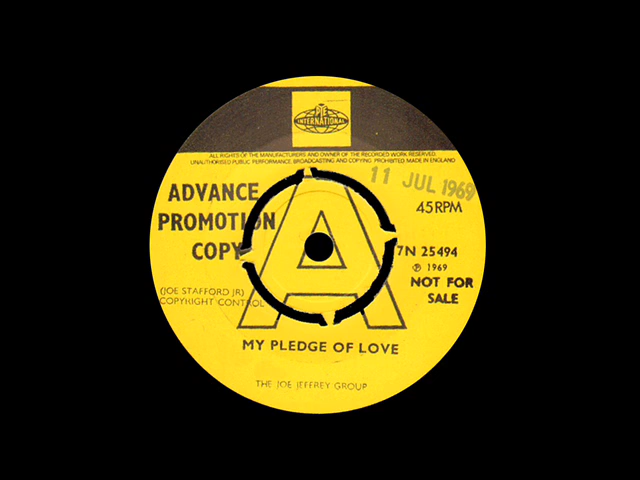 PYE
INTERNATIONAL
ALL RIGHTS OF THE MANUFACTURERS AND OWNER OF THE RECORDED WORK RESERVED.
UNAUTHORISED PUBLIC PERFORMANCE, BROADCASTING AND COPYING PROHIBITED MADE IN ENGLAND
11 JUL 1969
ADVANCE
PROMOTION
COPY
A
45RPM
7N 25494
℗ 1969
NOT FOR
SALE
(JOE STAFFORD JR)
COPYRIGHT CONTROL
MY PLEDGE OF LOVE
THE JOE JEFFREY GROUP